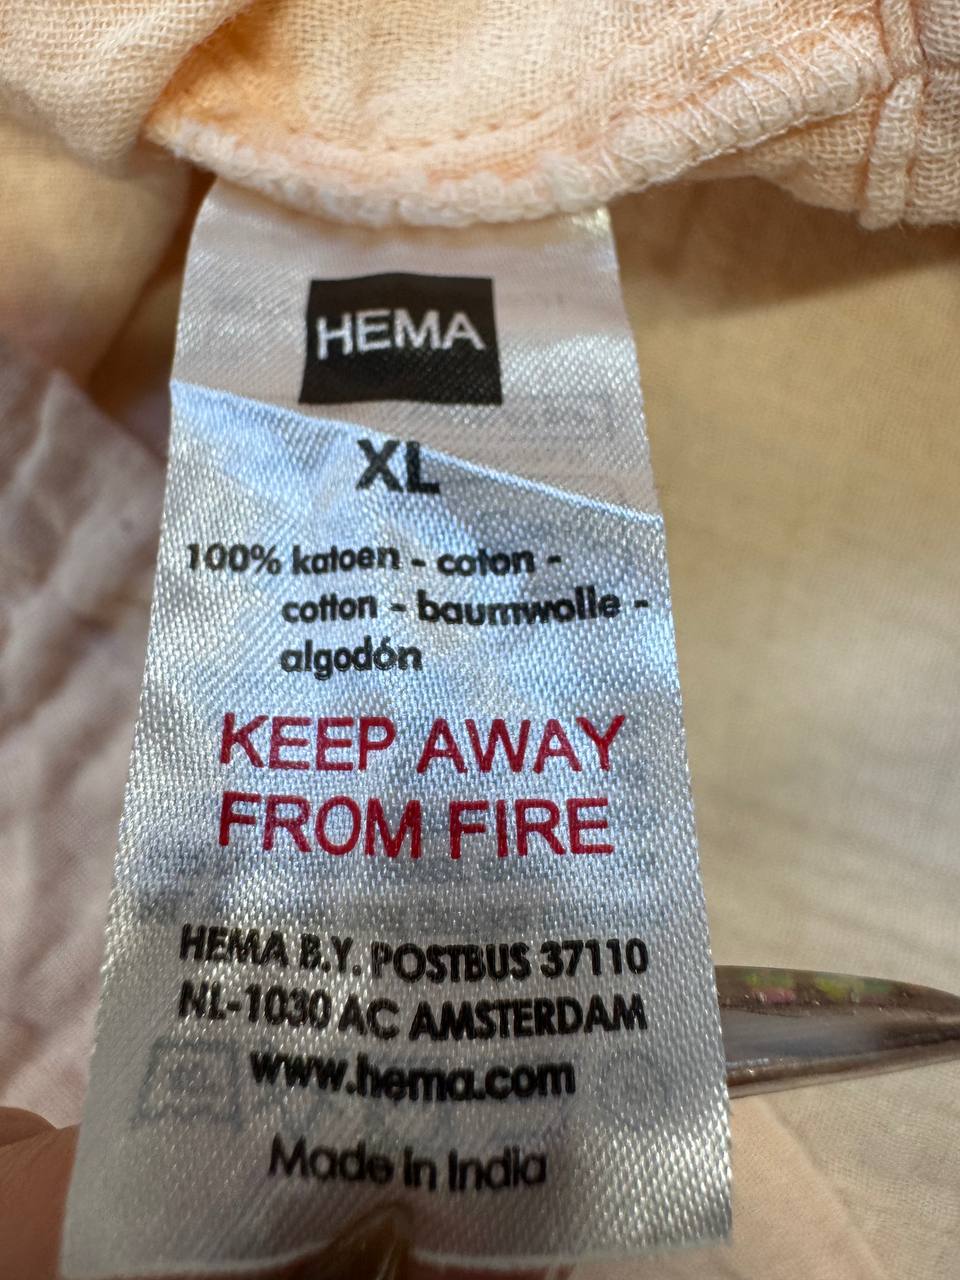 HEMA
XL
100% katoen - coton -
cotton - baumwolle -
algodón
KEEP AWAY
FROM FIRE
HEMA B.V. POSTBUS 37110
NL-1030 AC AMSTERDAM
www.hema.com
Made in India